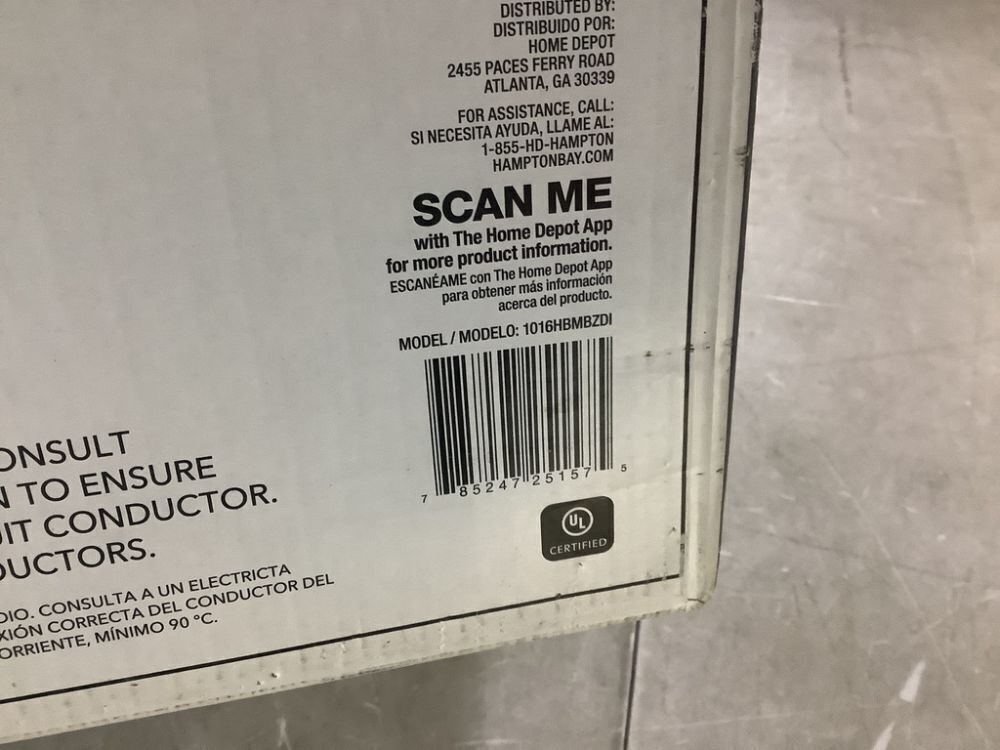 DISTRIBUTED BY:
DISTRIBUIDO POR:
HOME DEPOT
2455 PACES FERRY ROAD
ATLANTA, GA 30339
FOR ASSISTANCE, CALL:
SI NECESITA AYUDA, LLAME AL:
1-855-HD-HAMPTON
HAMPTONBAY.COM
SCAN ME
with The Home Depot App
for more product information.
ESCANÉAME con The Home Depot App
para obtener más información
acerca del producto.
MODEL / MODELO: 1016HBMBZDI
7 85247 25157 5
UL
CERTIFIED
ONSULT
N TO ENSURE
UIT CONDUCTOR.
DUCTORS.
DIO. CONSULTA A UN ELECTRICTA
XIÓN CORRECTA DEL CONDUCTOR DEL
ORRIENTE, MÍNIMO 90 °C.